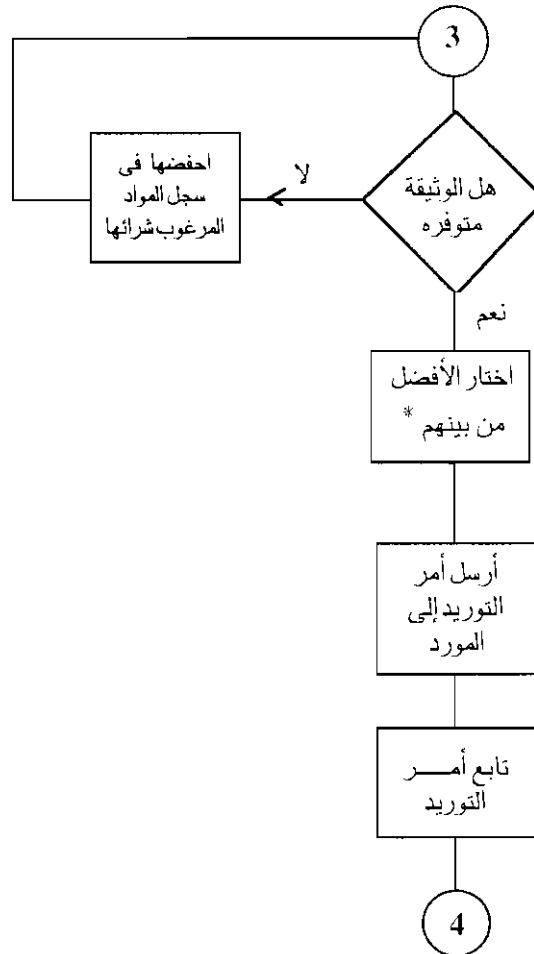 3
هل الوثيقة
متوفره
لا
احفضها فى
سجل المواد
المرغوب شرائها
نعم
اختار الأفضل
من بينهم *
أرسل أمر
التوريد إلى
المورد
تابع أمــر
التوريد
4